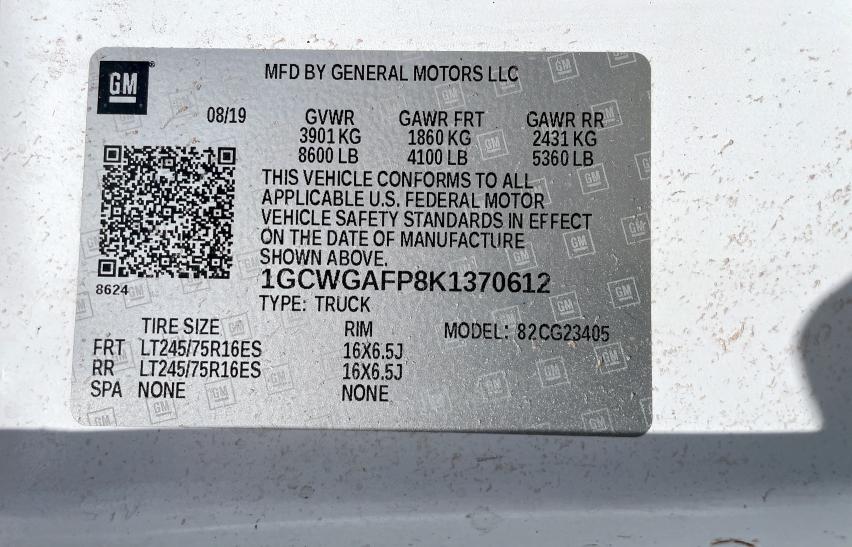 GM
MFD BY GENERAL MOTORS LLC
08/19 GVWR GAWR FRT GAWR RR
3901 KG 1860 KG 2431 KG
8600 LB 4100 LB 5360 LB
THIS VEHICLE CONFORMS TO ALL
APPLICABLE U.S. FEDERAL MOTOR
VEHICLE SAFETY STANDARDS IN EFFECT
ON THE DATE OF MANUFACTURE
SHOWN ABOVE.
8624
1GCWGAFP8K1370612
TYPE: TRUCK
TIRE SIZE RIM MODEL: 82CG23405
FRT LT245/75R16ES 16X6.5J
RR LT245/75R16ES 16X6.5J
SPA NONE NONE